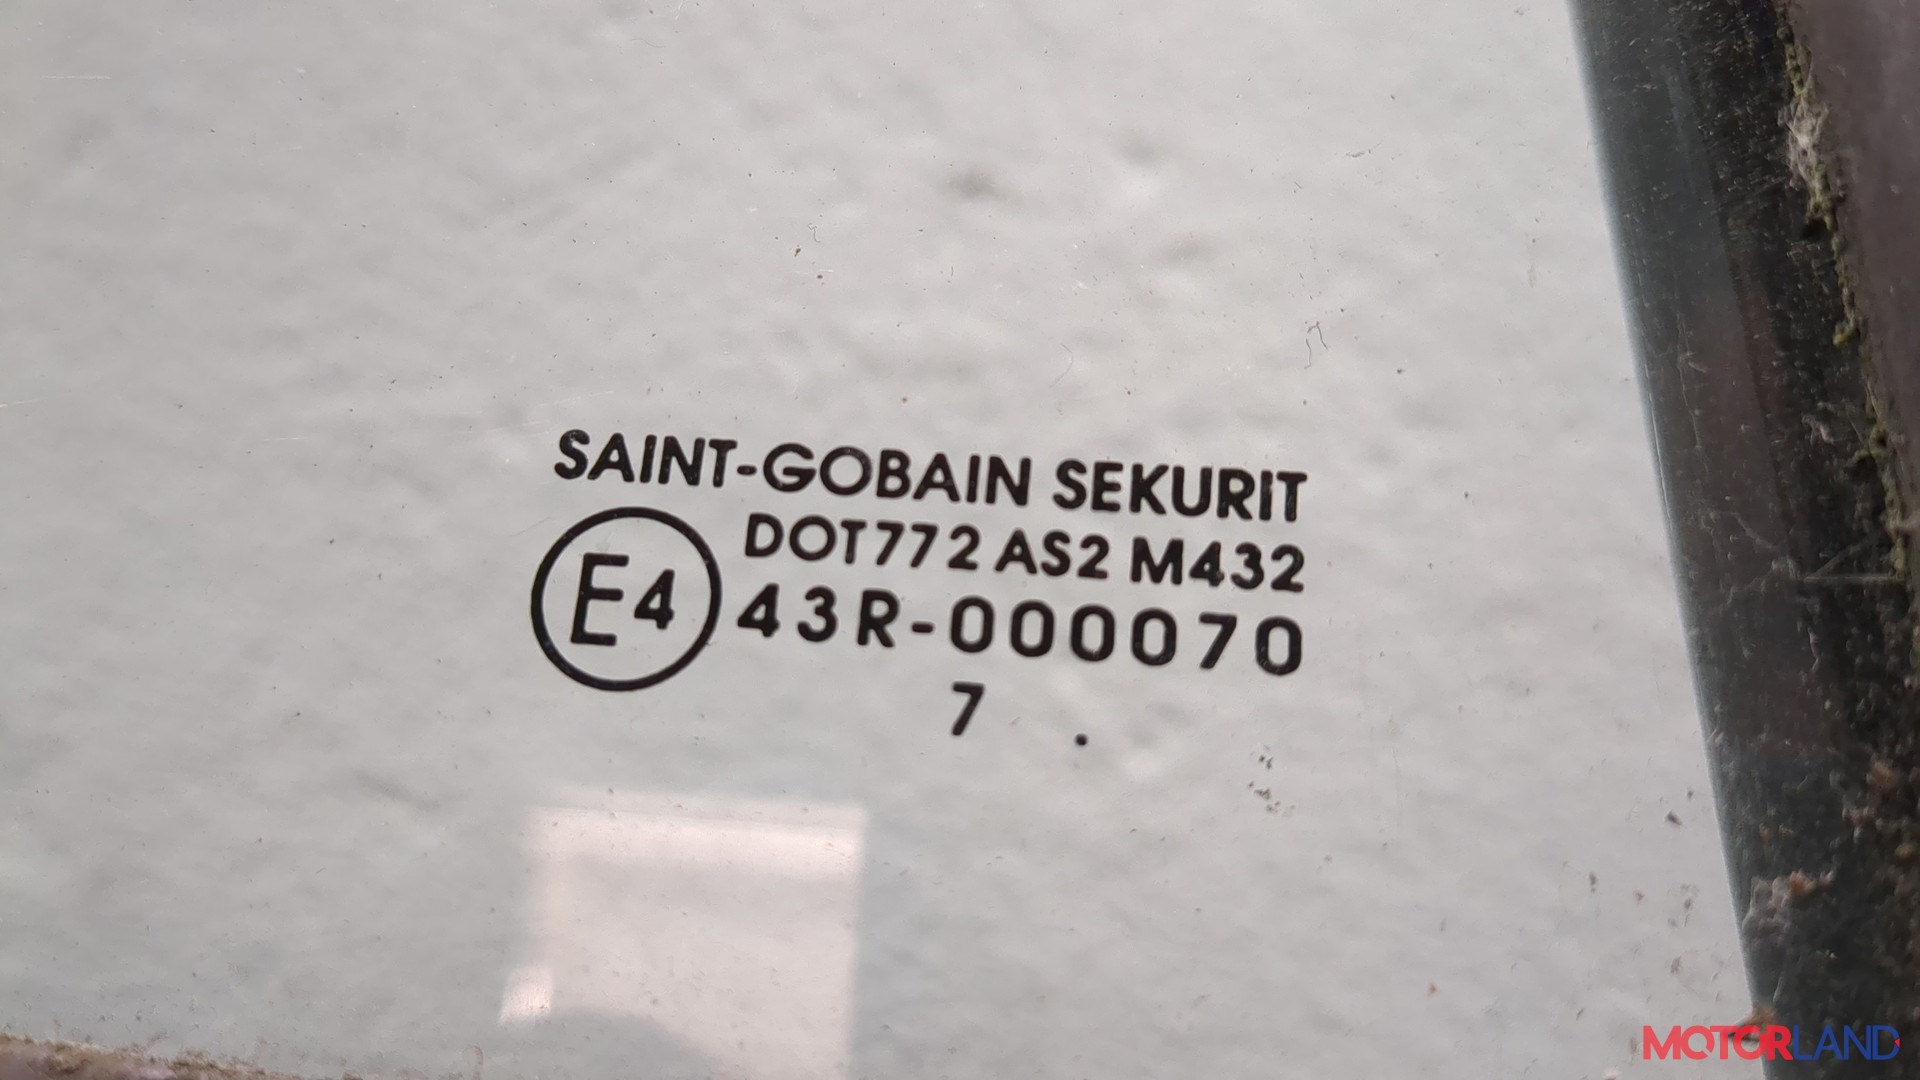 SAINT-GOBAIN SEKURIT
DOT772 AS2 M432
E4 43R-000070
7 .
MOTORLAND